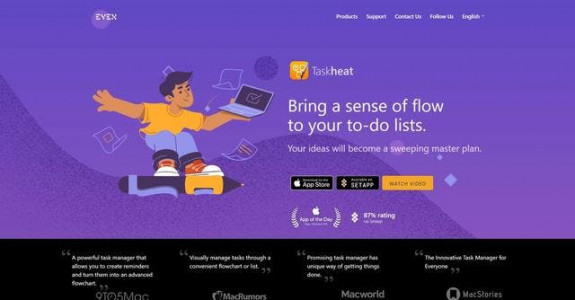 EVEX
Products Support Contact Us Follow Us English
Taskheat
Bring a sense of flow
to your to-do lists.
Your ideas will become a sweeping master plan.
Download on the
App Store
Available on
SETAPP
WATCH VIDEO
App of the Day
87% rating
on Setapp
“ A powerful task manager that
allows you to create reminders
and turn them into an advanced
flowchart. ”
9TO5Mac
“ Visually manage tasks through a
convenient flowchart or list. ”
MacRumors
“ Promising task manager has
unique way of getting things
done. ”
Macworld
“ The Innovative Task Manager for
Everyone ”
MacStories